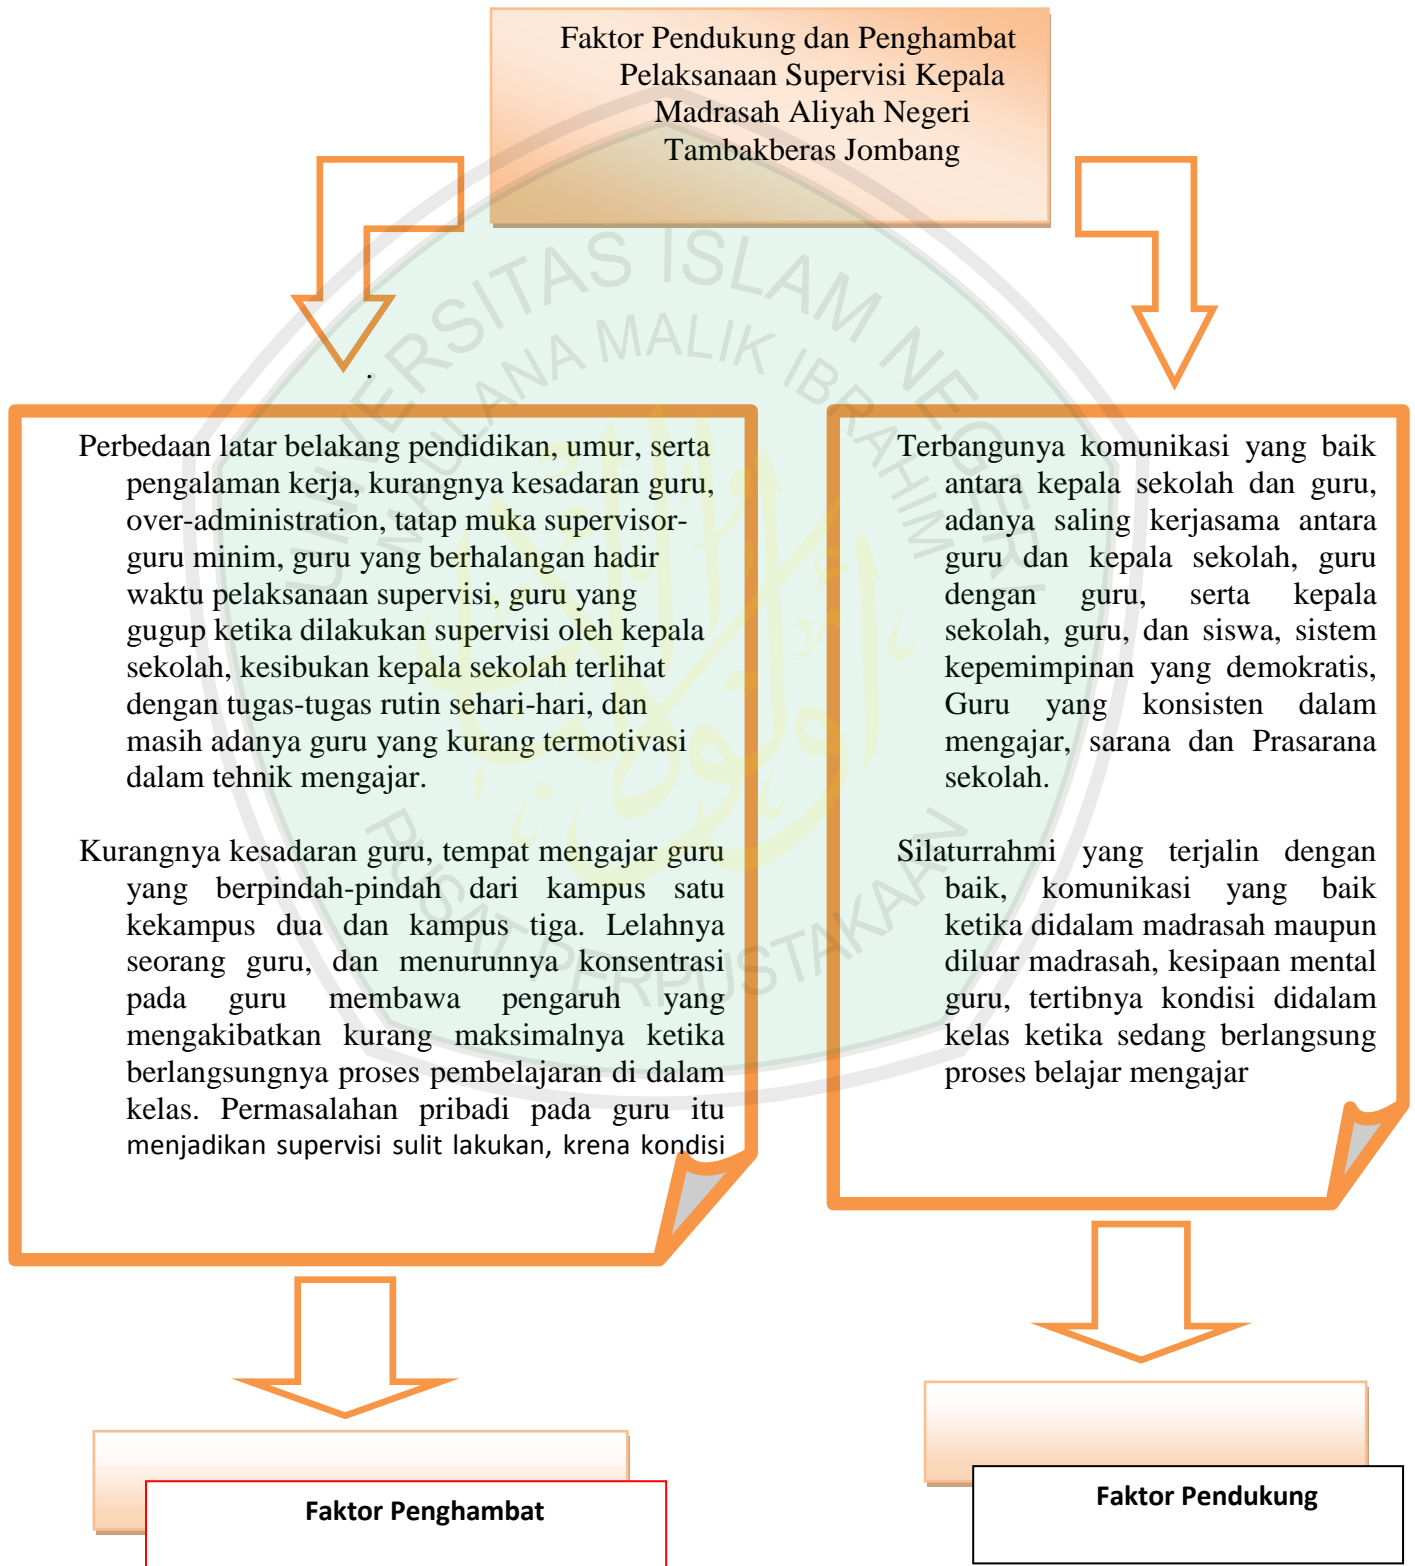 Faktor Pendukung dan Penghambat
Pelaksanaan Supervisi Kepala
Madrasah Aliyah Negeri
Tambakberas Jombang
.
Perbedaan latar belakang pendidikan, umur, serta
pengalaman kerja, kurangnya kesadaran guru,
over-administration, tatap muka supervisor-
guru minim, guru yang berhalangan hadir
waktu pelaksanaan supervisi, guru yang
gugup ketika dilakukan supervisi oleh kepala
sekolah, kesibukan kepala sekolah terlihat
dengan tugas-tugas rutin sehari-hari, dan
masih adanya guru yang kurang termotivasi
dalam tehnik mengajar.
Kurangnya kesadaran guru, tempat mengajar guru
yang berpindah-pindah dari kampus satu
kekampus dua dan kampus tiga. Lelahnya
seorang guru, dan menurunnya konsentrasi
pada guru membawa pengaruh yang
mengakibatkan kurang maksimalnya ketika
berlangsungnya proses pembelajaran di dalam
kelas. Permasalahan pribadi pada guru itu
menjadikan supervisi sulit lakukan, krena kondisi
Terbangunya komunikasi yang baik
antara kepala sekolah dan guru,
adanya saling kerjasama antara
guru dan kepala sekolah, guru
dengan guru, serta kepala
sekolah, guru, dan siswa, sistem
kepemimpinan yang demokratis,
Guru yang konsisten dalam
mengajar, sarana dan Prasarana
sekolah.
Silaturrahmi yang terjalin dengan
baik, komunikasi yang baik
ketika didalam madrasah maupun
diluar madrasah, kesipaan mental
guru, tertibnya kondisi didalam
kelas ketika sedang berlangsung
proses belajar mengajar
Faktor Penghambat
Faktor Pendukung
UNIVERSITAS ISLAM NEGERI
MAULANA MALIK IBRAHIM
PUSAT PERPUSTAKAAN